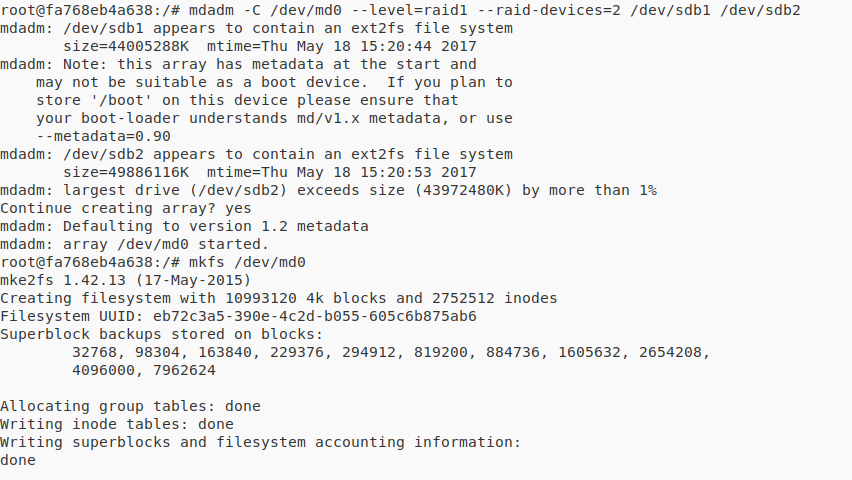 root@fa768eb4a638:/# mdadm -C /dev/md0 --level=raid1 --raid-devices=2 /dev/sdb1 /dev/sdb2
mdadm: /dev/sdb1 appears to contain an ext2fs file system
       size=44005288K  mtime=Thu May 18 15:20:44 2017
mdadm: Note: this array has metadata at the start and
    may not be suitable as a boot device.  If you plan to
    store '/boot' on this device please ensure that
    your boot-loader understands md/v1.x metadata, or use
    --metadata=0.90
mdadm: /dev/sdb2 appears to contain an ext2fs file system
       size=49886116K  mtime=Thu May 18 15:20:53 2017
mdadm: largest drive (/dev/sdb2) exceeds size (43972480K) by more than 1%
Continue creating array? yes
mdadm: Defaulting to version 1.2 metadata
mdadm: array /dev/md0 started.
root@fa768eb4a638:/# mkfs /dev/md0
mke2fs 1.42.13 (17-May-2015)
Creating filesystem with 10993120 4k blocks and 2752512 inodes
Filesystem UUID: eb72c3a5-390e-4c2d-b055-605c6b875ab6
Superblock backups stored on blocks:
        32768, 98304, 163840, 229376, 294912, 819200, 884736, 1605632, 2654208,
        4096000, 7962624

Allocating group tables: done
Writing inode tables: done
Writing superblocks and filesystem accounting information:
done